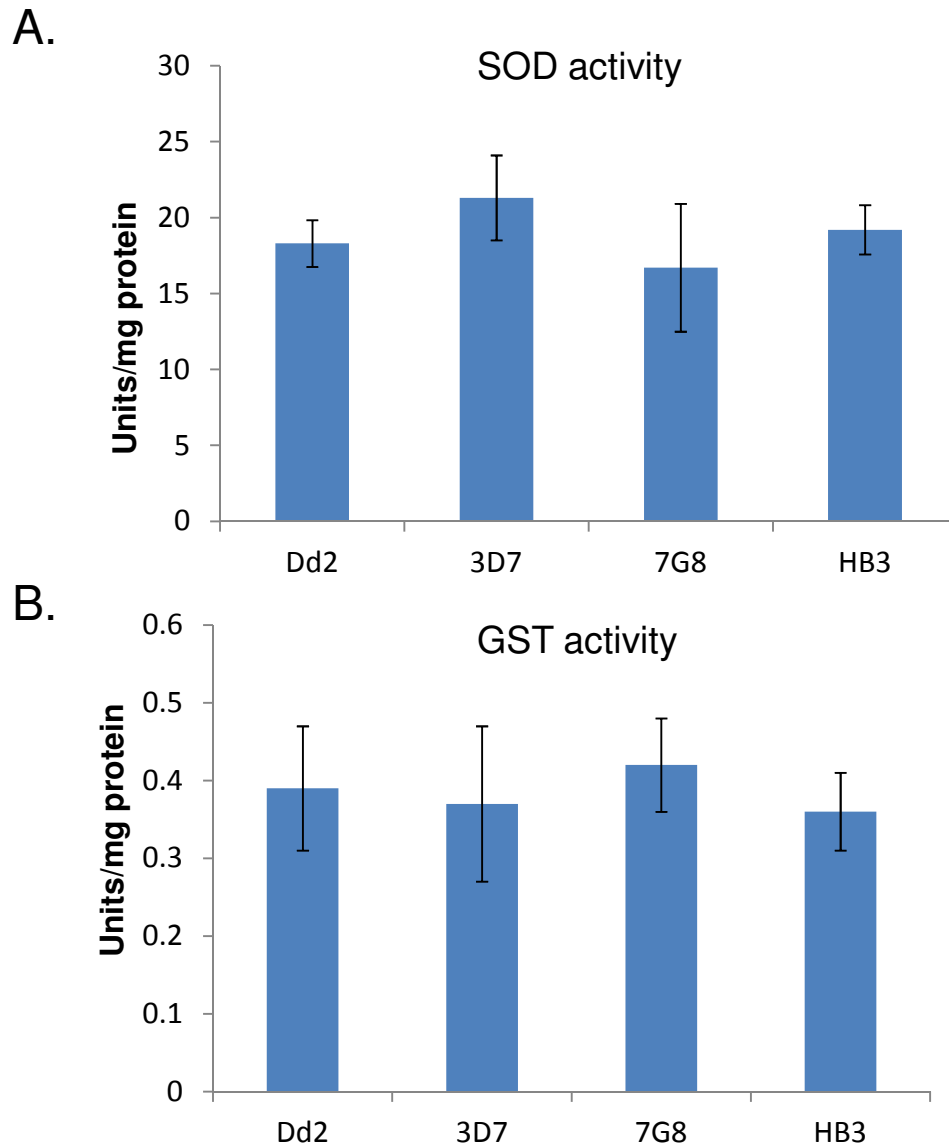 A.
SOD activity
Units/mg protein
30
25
20
15
10
5
0
Dd2 3D7 7G8 HB3
B.
GST activity
Units/mg protein
0.6
0.5
0.4
0.3
0.2
0.1
0
Dd2 3D7 7G8 HB3